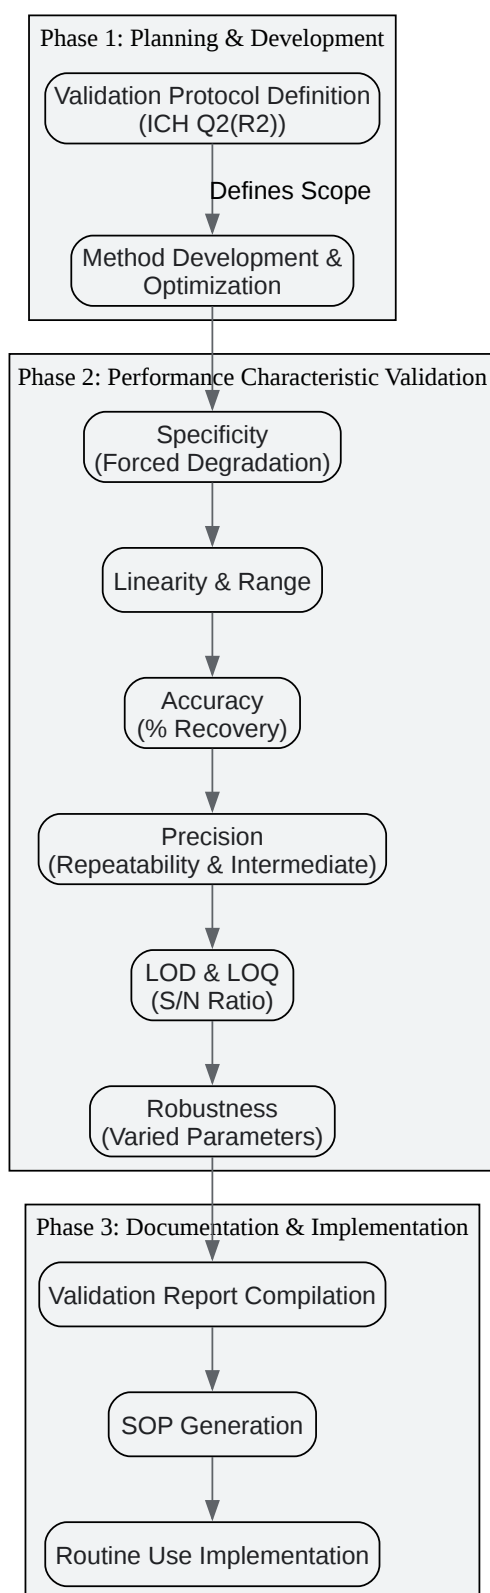 Phase 1: Planning & Development
Validation Protocol Definition
(ICH Q2(R2))
Defines Scope
Method Development &
Optimization
Phase 2: Performance Characteristic Validation
Specificity
(Forced Degradation)
Linearity & Range
Accuracy
(% Recovery)
Precision
(Repeatability & Intermediate)
LOD & LOQ
(S/N Ratio)
Robustness
(Varied Parameters)
Phase 3: Documentation & Implementation
Validation Report Compilation
SOP Generation
Routine Use Implementation